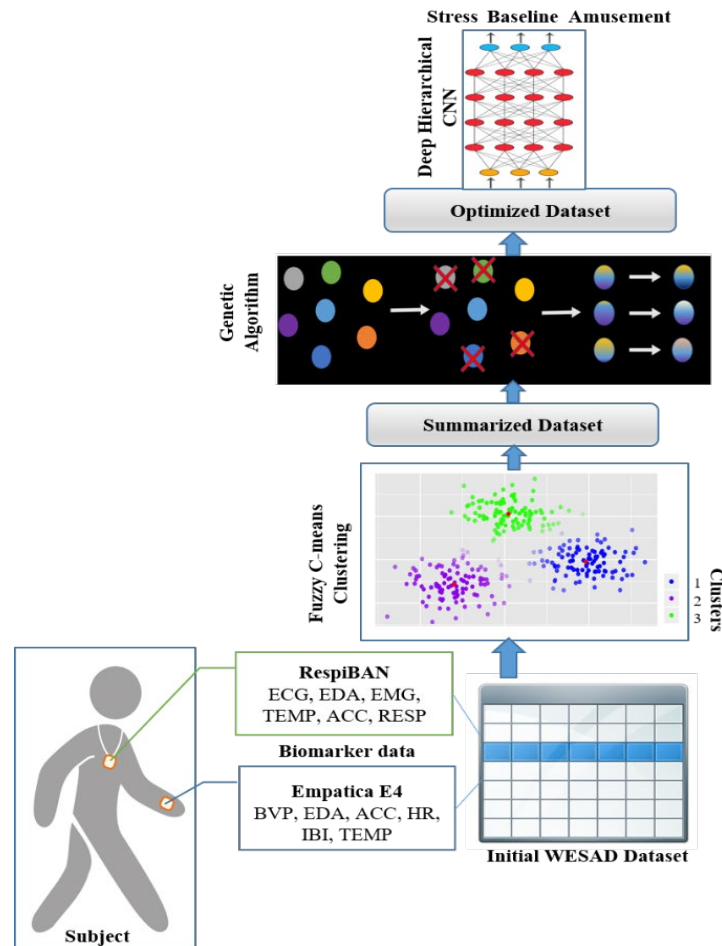 Stress Baseline Amusement
Deep Hierarchical
CNN
Optimized Dataset
Genetic
Algorithm
Summarized Dataset
Fuzzy C-means
Clustering
1
2
3
Clusters
RespiBAN
ECG, EDA, EMG,
TEMP, ACC, RESP
Biomarker data
Empatica E4
BVP, EDA, ACC, HR,
IBI, TEMP
Initial WESAD Dataset
Subject